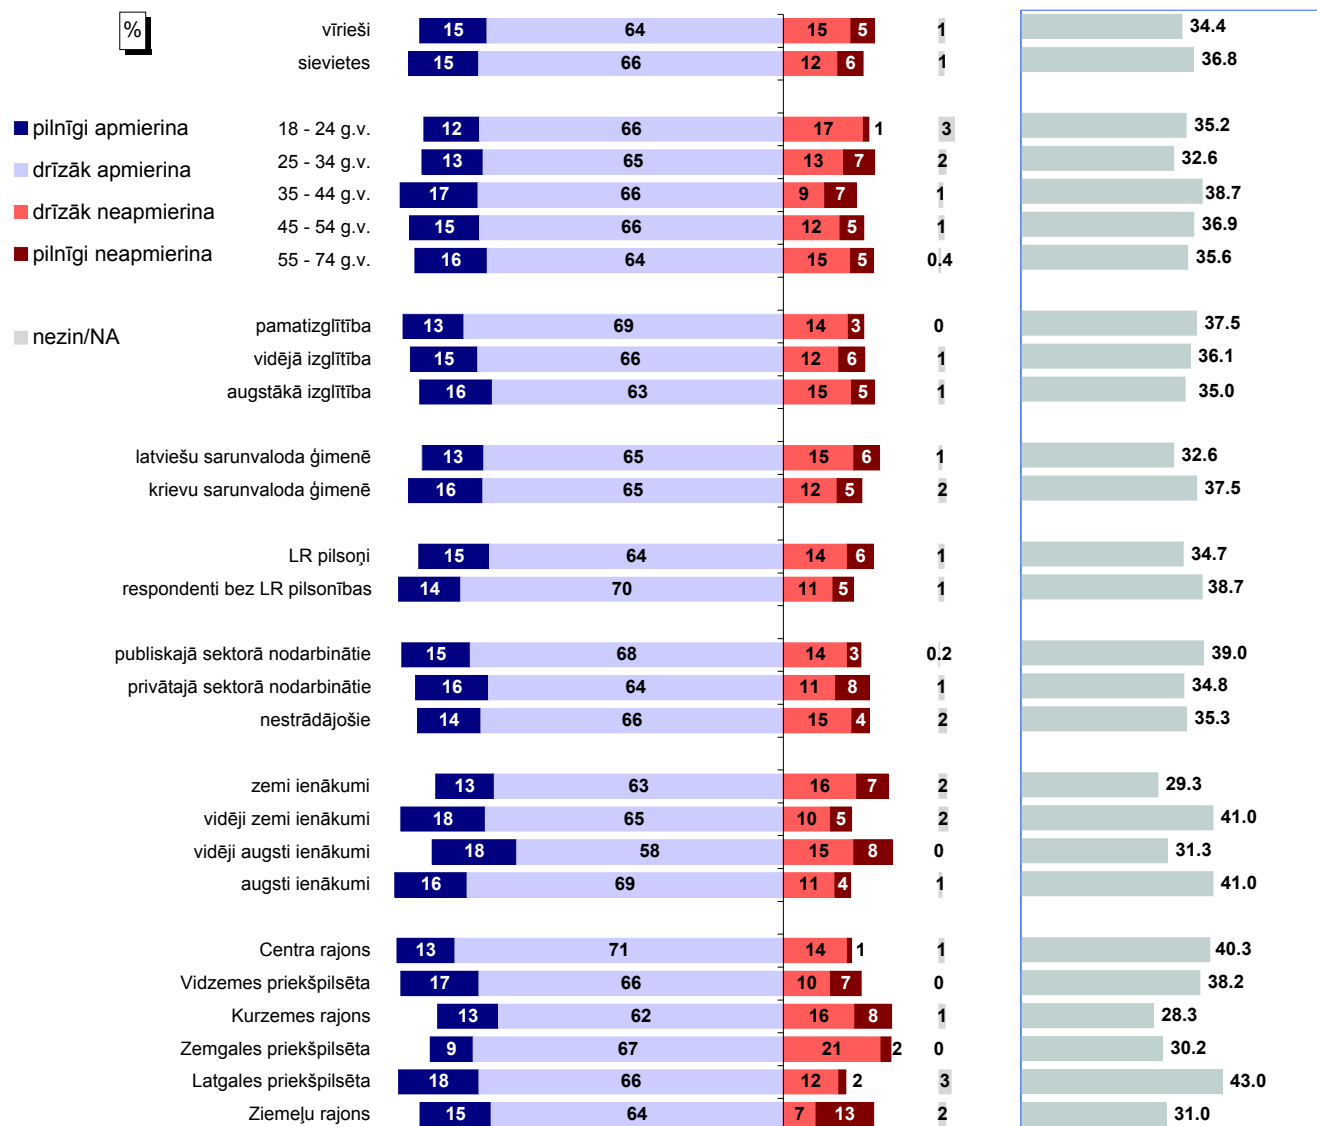 %
vīrieši 15 64 15 5 1 34.4
sievietes 15 66 12 6 1 36.8
pilnīgi apmierina
drīzāk apmierina
drīzāk neapmierina
pilnīgi neapmierina
nezin/NA
18 - 24 g.v. 12 66 17 1 3 35.2
25 - 34 g.v. 13 65 13 7 2 32.6
35 - 44 g.v. 17 66 9 7 1 38.7
45 - 54 g.v. 15 66 12 5 1 36.9
55 - 74 g.v. 16 64 15 5 0.4 35.6
pamatizglītība 13 69 14 3 0 37.5
vidējā izglītība 15 66 12 6 1 36.1
augstākā izglītība 16 63 15 5 1 35.0
latviešu sarunvaloda ģimenē 13 65 15 6 1 32.6
krievu sarunvaloda ģimenē 16 65 12 5 2 37.5
LR pilsoņi 15 64 14 6 1 34.7
respondenti bez LR pilsonības 14 70 11 5 1 38.7
publiskajā sektorā nodarbinātie 15 68 14 3 0.2 39.0
privātajā sektorā nodarbinātie 16 64 11 8 1 34.8
nestrādājošie 14 66 15 4 2 35.3
zemi ienākumi 13 63 16 7 2 29.3
vidēji zemi ienākumi 18 65 10 5 2 41.0
vidēji augsti ienākumi 18 58 15 8 0 31.3
augsti ienākumi 16 69 11 4 1 41.0
Centra rajons 13 71 14 1 1 40.3
Vidzemes priekšpilsēta 17 66 10 7 0 38.2
Kurzemes rajons 13 62 16 8 1 28.3
Zemgales priekšpilsēta 9 67 21 2 0 30.2
Latgales priekšpilsēta 18 66 12 2 3 43.0
Ziemeļu rajons 15 64 7 13 2 31.0